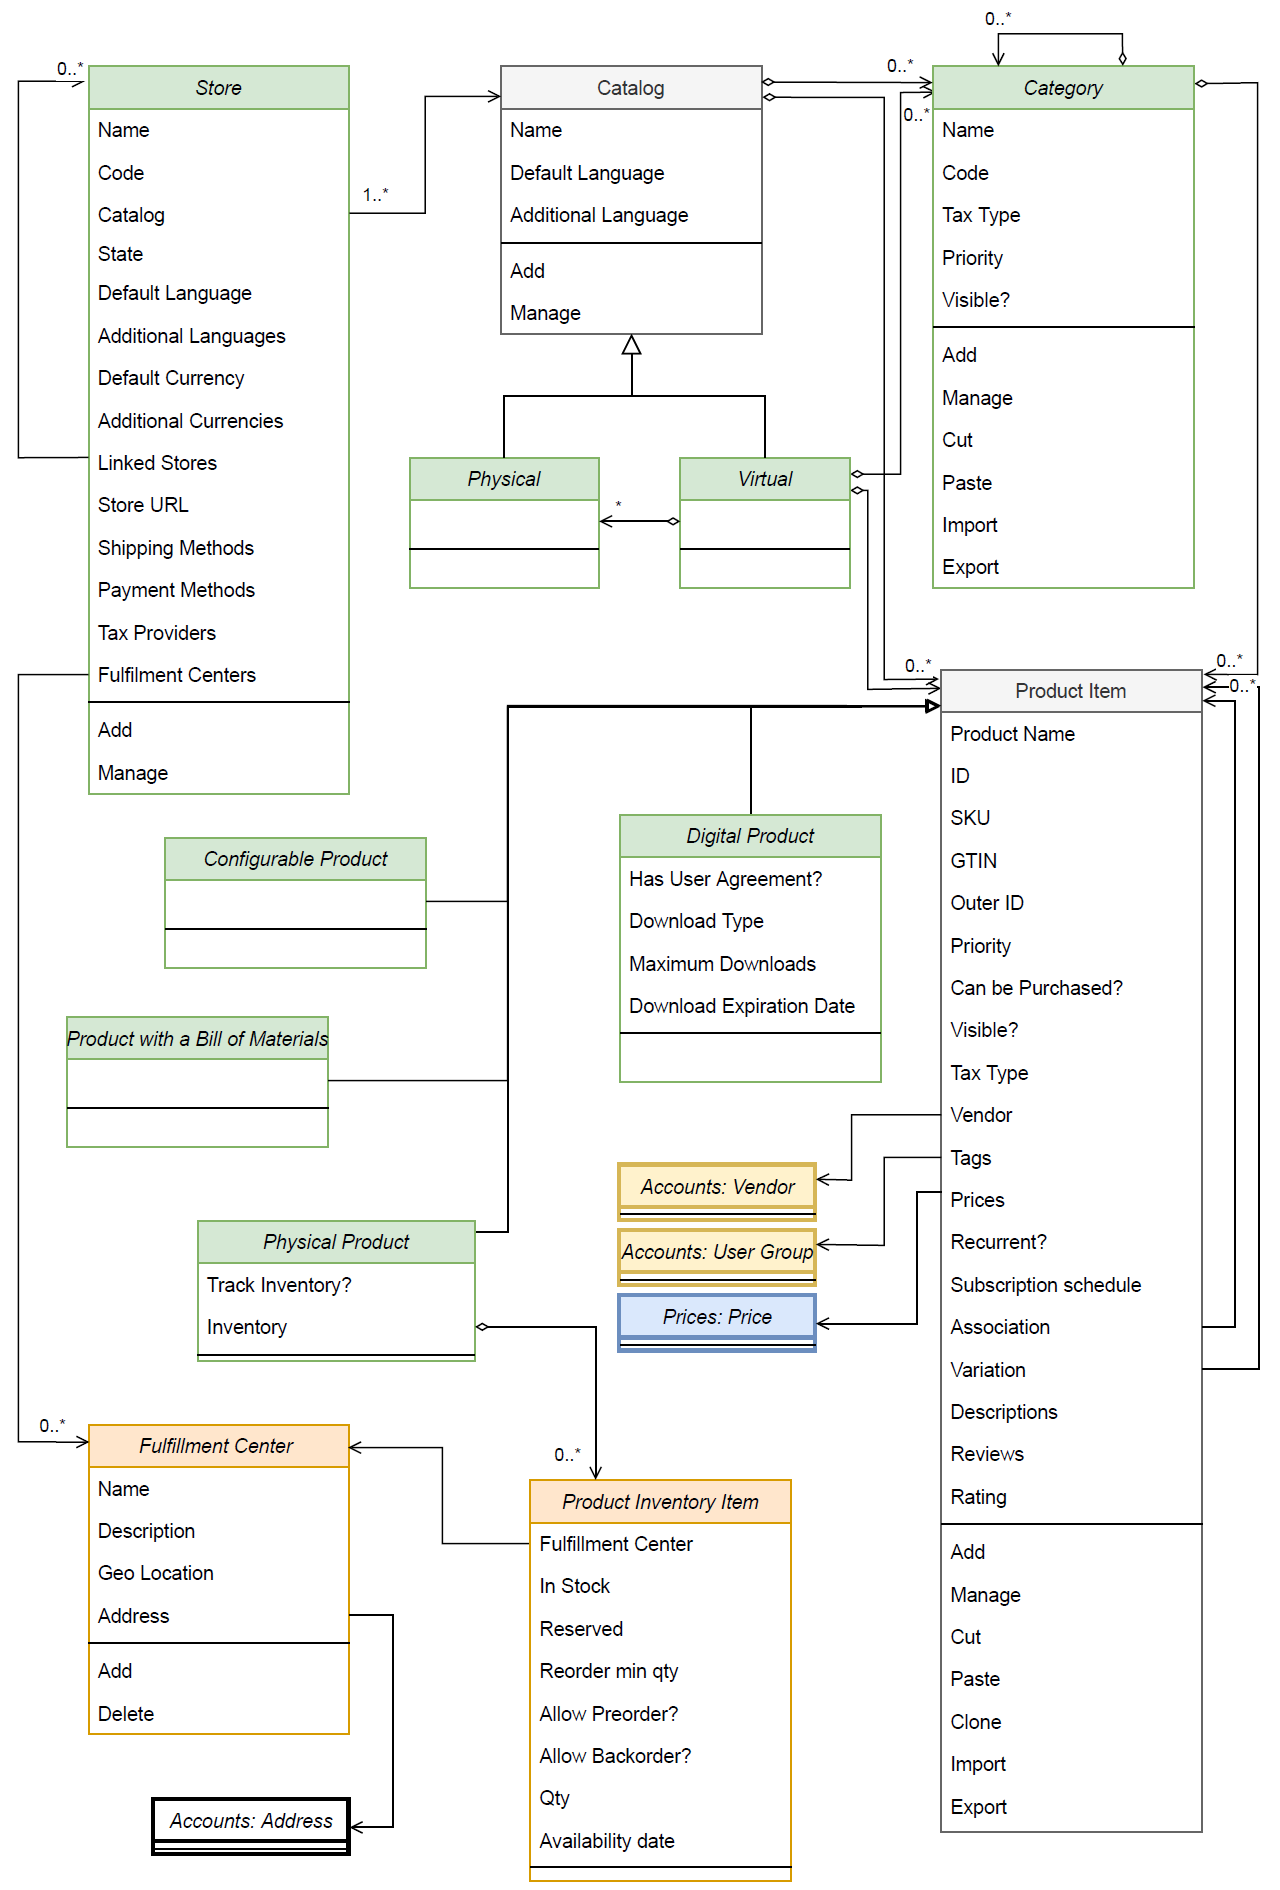 0..*
Store
Name
Code
Catalog
State
Default Language
Additional Languages
Default Currency
Additional Currencies
Linked Stores
Store URL
Shipping Methods
Payment Methods
Tax Providers
Fulfilment Centers
Add
Manage
1..*
Catalog
Name
Default Language
Additional Language
Add
Manage
0..*
0..*
0..*
Category
Name
Code
Tax Type
Priority
Visible?
Add
Manage
Cut
Paste
Import
Export
Physical
*
Virtual
0..*
0..*
0..*
Product Item
Product Name
ID
SKU
GTIN
Outer ID
Priority
Can be Purchased?
Visible?
Tax Type
Vendor
Tags
Prices
Recurrent?
Subscription schedule
Association
Variation
Descriptions
Reviews
Rating
Add
Manage
Cut
Paste
Clone
Import
Export
Digital Product
Has User Agreement?
Download Type
Maximum Downloads
Download Expiration Date
Configurable Product
Product with a Bill of Materials
Accounts: Vendor
Accounts: User Group
Prices: Price
Physical Product
Track Inventory?
Inventory
0..*
Fulfillment Center
Name
Description
Geo Location
Address
Add
Delete
0..*
Product Inventory Item
Fulfillment Center
In Stock
Reserved
Reorder min qty
Allow Preorder?
Allow Backorder?
Qty
Availability date
Accounts: Address